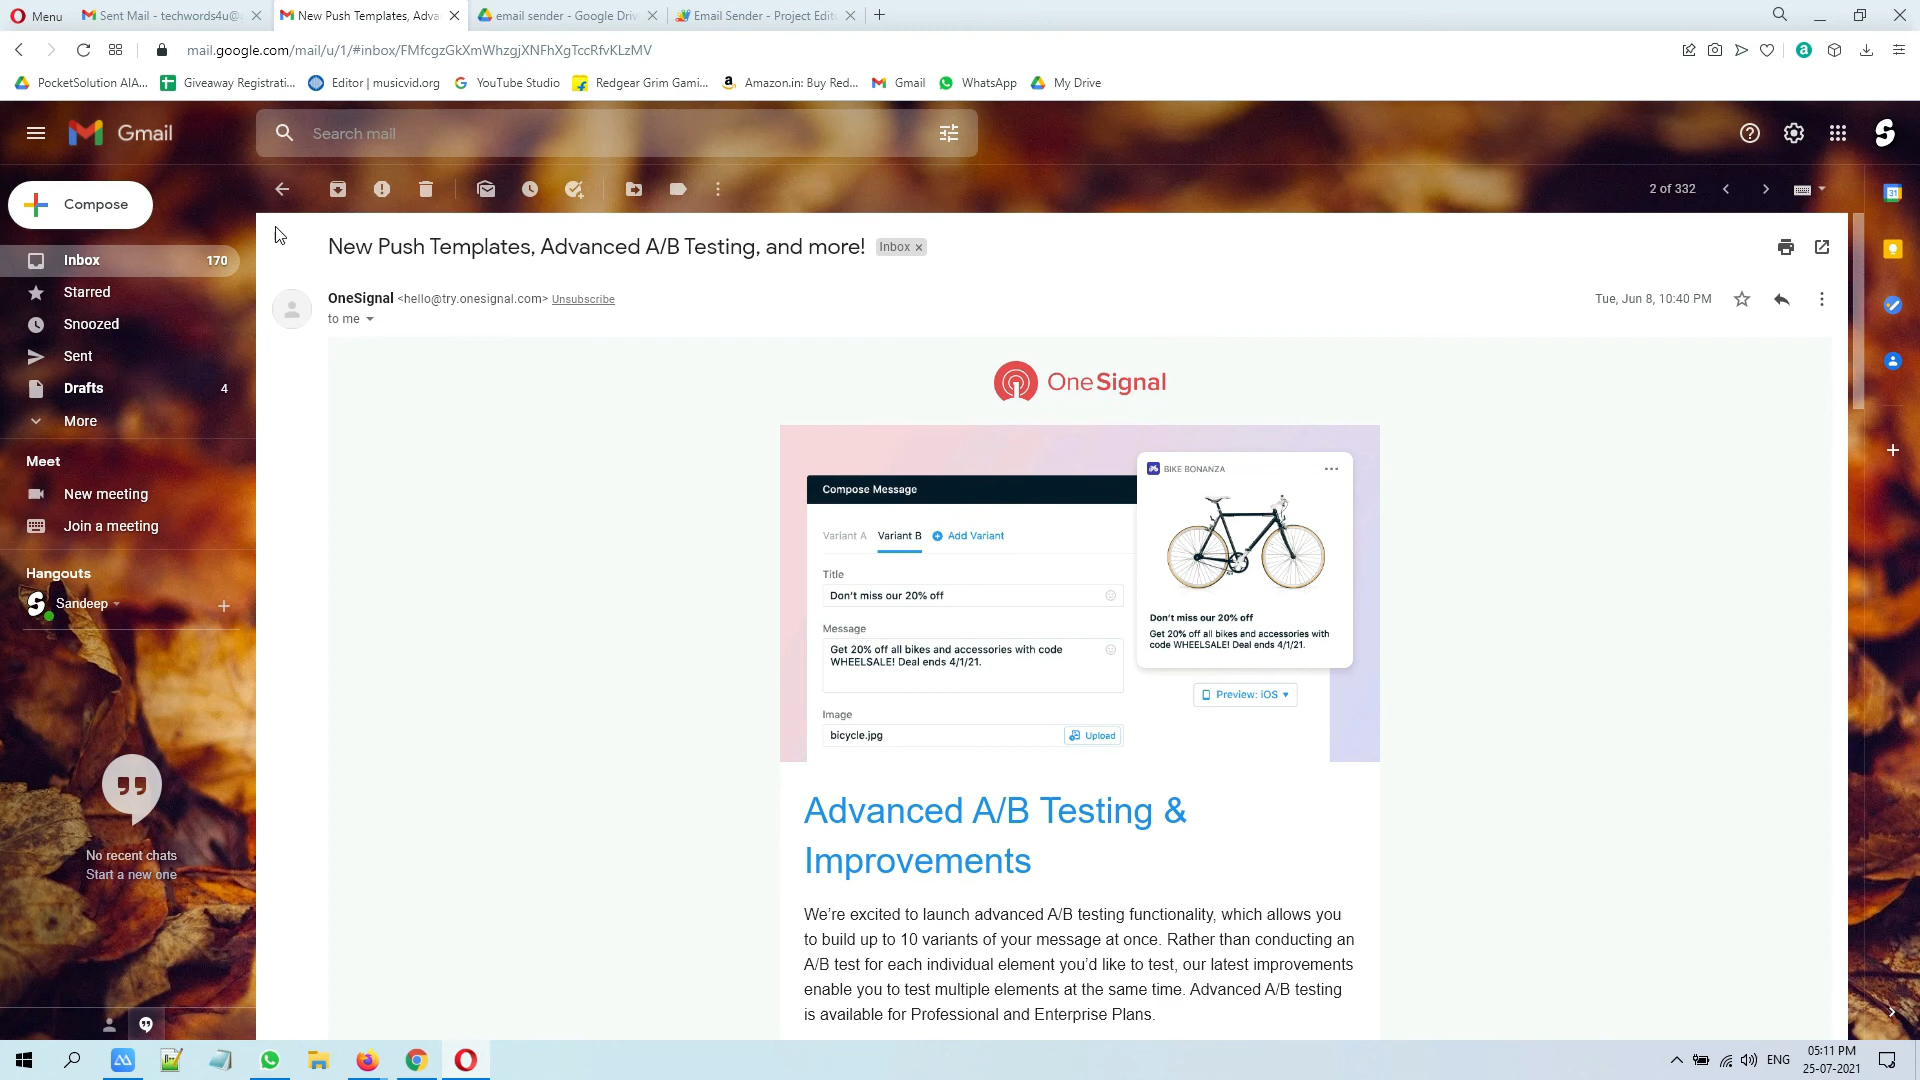 Menu
Sent Mail - techwords4u@
New Push Templates, Adva
email sender - Google Driv
Email Sender - Project Edit
mail.google.com/mail/u/1/#inbox/FMfcgzGkXmWhzgjXNFhXgTccRfvKLzMV
PocketSolution AIA...
Giveaway Registrati...
Editor | musicvid.org
YouTube Studio
Redgear Grim Gami...
Amazon.in: Buy Red...
Gmail
WhatsApp
My Drive
Gmail
Search mail
Compose
2 of 332
Inbox 170
Starred
Snoozed
Sent
Drafts 4
More
Meet
New meeting
Join a meeting
Hangouts
Sandeep
No recent chats
Start a new one
New Push Templates, Advanced A/B Testing, and more! Inbox
OneSignal <hello@try.onesignal.com> Unsubscribe
Tue, Jun 8, 10:40 PM
to me
OneSignal
Compose Message
Variant A Variant B Add Variant
Title
Don't miss our 20% off
Message
Get 20% off all bikes and accessories with code
WHEELSALE! Deal ends 4/1/21.
Image
bicycle.jpg
Upload
BIKE BONANZA
Don't miss our 20% off
Get 20% off all bikes and accessories with
code WHEELSALE! Deal ends 4/1/21.
Preview: iOS
Advanced A/B Testing &
Improvements
We're excited to launch advanced A/B testing functionality, which allows you
to build up to 10 variants of your message at once. Rather than conducting an
A/B test for each individual element you'd like to test, our latest improvements
enable you to test multiple elements at the same time. Advanced A/B testing
is available for Professional and Enterprise Plans.
31
ENG
05:11 PM
25-07-2021